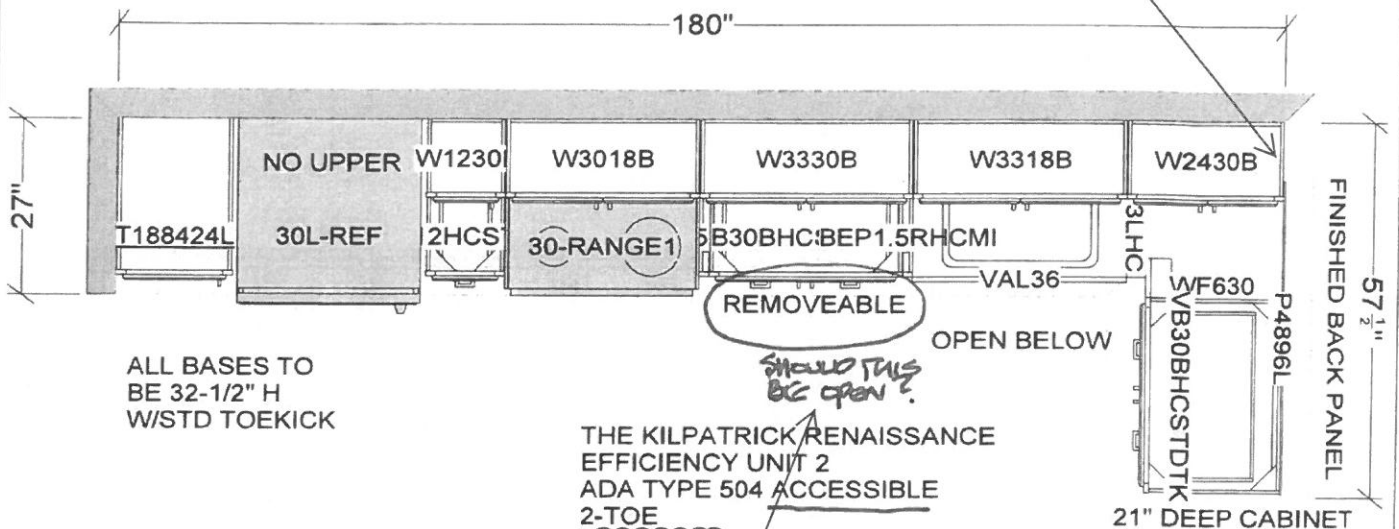 180"
27"
NO UPPER
W1230
W3018B
W3330B
W3318B
W2430B
T188424L
30L-REF
2HCS
30-RANGE1
B30BHC
BEP1.5RHCMI
3LHC
VAL36
REMOVEABLE
OPEN BELOW
WF630
VB30BHCSTDTK
P4896L
FINISHED BACK PANEL
57 1/2"
SHOULD THIS
BE OPEN?
ALL BASES TO
BE 32-1/2" H
W/STD TOEKICK
THE KILPATRICK RENAISSANCE
EFFICIENCY UNIT 2
ADA TYPE 504 ACCESSIBLE
2-TOE
21" DEEP CABINET